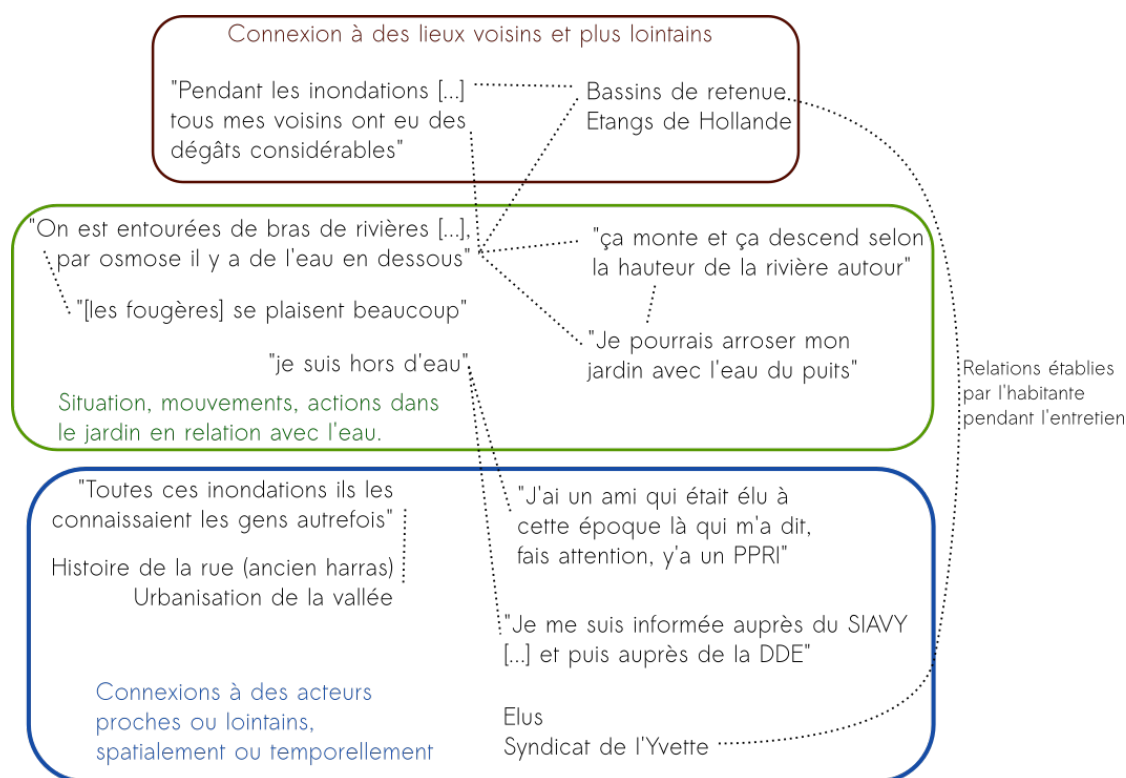 Connexion à des lieux voisins et plus lointains
"Pendant les inondations [...]
tous mes voisins ont eu des
dégâts considérables"
Bassins de retenue
Etangs de Hollande
"On est entourées de bras de rivières [...],
par osmose il y a de l'eau en dessous"
"ça monte et ça descend selon
la hauteur de la rivière autour"
"[les fougères] se plaisent beaucoup"
"Je pourrais arroser mon
jardin avec l'eau du puits"
"je suis hors d'eau"
Situation, mouvements, actions dans
le jardin en relation avec l'eau.
Relations établies
par l'habitante
pendant l'entretien
"Toutes ces inondations ils les
connaissaient les gens autrefois"
Histoire de la rue (ancien harras)
Urbanisation de la vallée
"J'ai un ami qui était élu à
cette époque là qui m'a dit,
fais attention, y'a un PPRI"
"Je me suis informée auprès du SIAVY
[...] et puis auprès de la DDE"
Connexions à des acteurs
proches ou lointains,
spatialement ou temporellement
Elus
Syndicat de l'Yvette